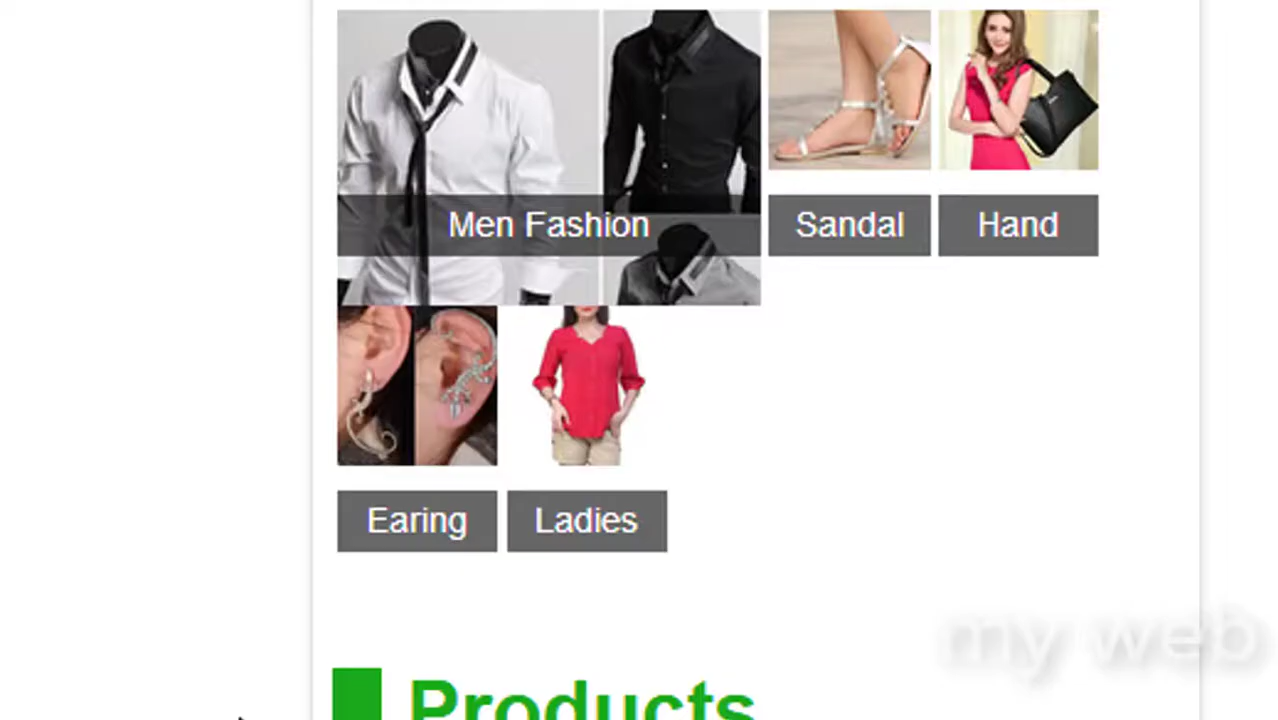 Men Fashion
Sandal
Hand
Earing
Ladies
Products
my web